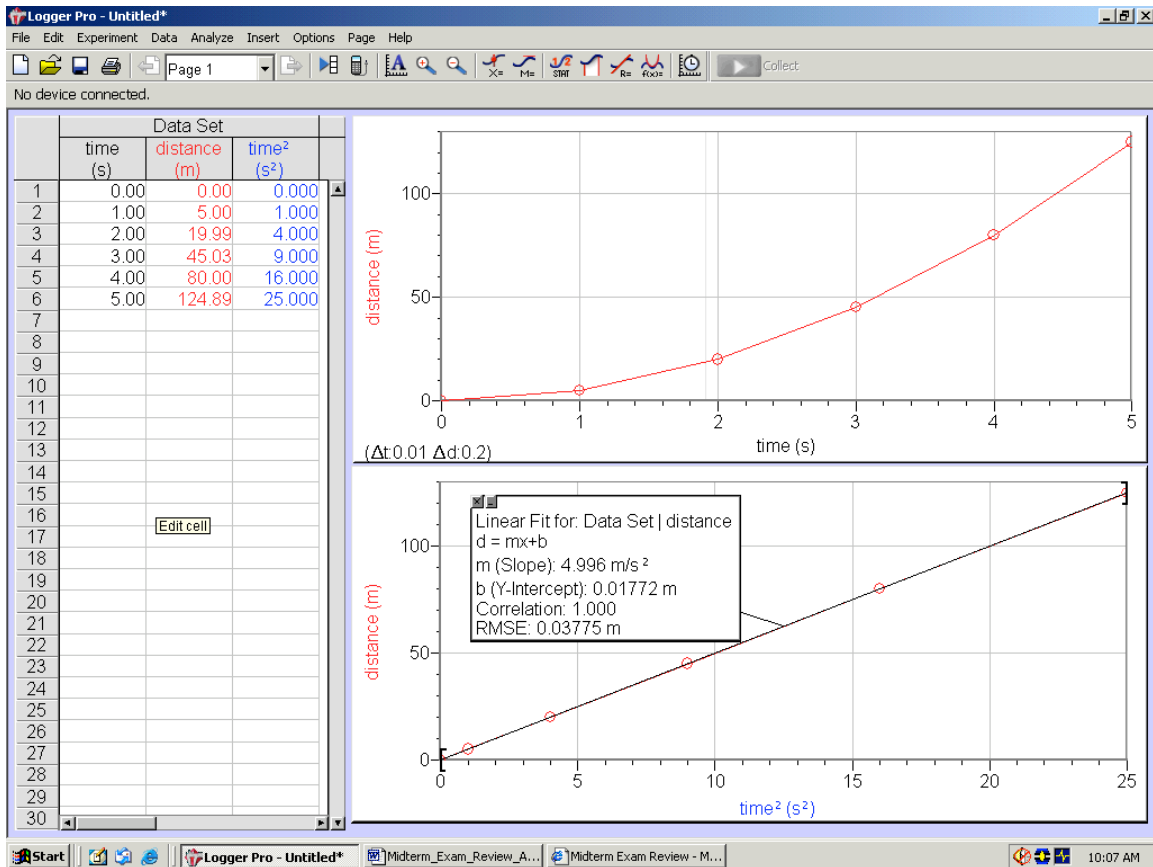 Logger Pro - Untitled*
File Edit Experiment Data Analyze Insert Options Page Help
Page 1
X= M= 1/2 STAT R= f(x)= Collect
No device connected.
Data Set
time (s) distance (m) time² (s²)
1 0.00 0.00 0.000
2 1.00 5.00 1.000
3 2.00 19.99 4.000
4 3.00 45.03 9.000
5 4.00 80.00 16.000
6 5.00 124.89 25.000
7
8
9
10
11
12
13
14
15
16
17
18
19
20
21
22
23
24
25
26
27
28
29
30
Edit cell
distance (m)
100
50
0
0 1 2 3 4 5
time (s)
(Δt:0.01 Δd:0.2)
distance (m)
100
50
0
Linear Fit for: Data Set | distance
d = mx+b
m (Slope): 4.996 m/s²
b (Y-Intercept): 0.01772 m
Correlation: 1.000
RMSE: 0.03775 m
0 5 10 15 20 25
time² (s²)
Start
Logger Pro - Untitled*
Midterm_Exam_Review_A...
Midterm Exam Review - M...
10:07 AM